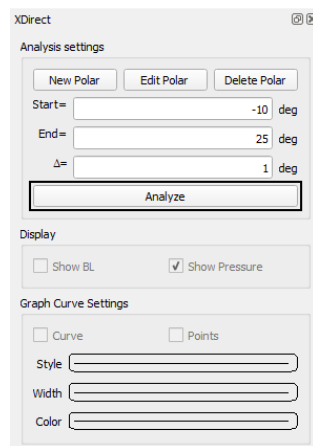 XDirect
Analysis settings
New Polar Edit Polar Delete Polar
Start= -10 deg
End= 25 deg
Δ= 1 deg
Analyze
Display
Show BL Show Pressure
Graph Curve Settings
Curve Points
Style
Width
Color